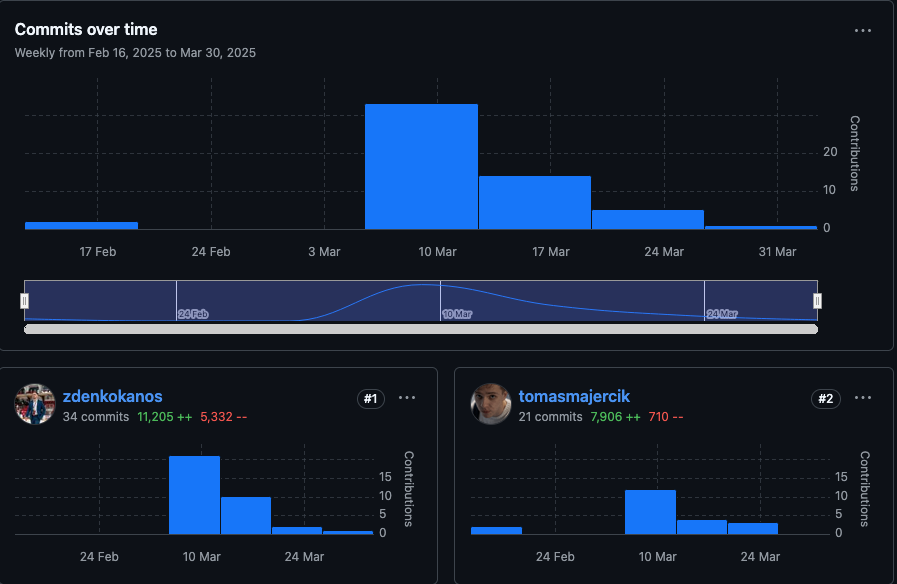 Commits over time
Weekly from Feb 16, 2025 to Mar 30, 2025
Contributions
20
10
0
17 Feb 24 Feb 3 Mar 10 Mar 17 Mar 24 Mar 31 Mar
24 Feb 10 Mar 24 Mar
zdenkokanos #1
34 commits 11,205 ++ 5,332 --
Contributions
15
10
5
0
24 Feb 10 Mar 24 Mar
tomasmajercik #2
21 commits 7,906 ++ 710 --
Contributions
15
10
5
0
24 Feb 10 Mar 24 Mar